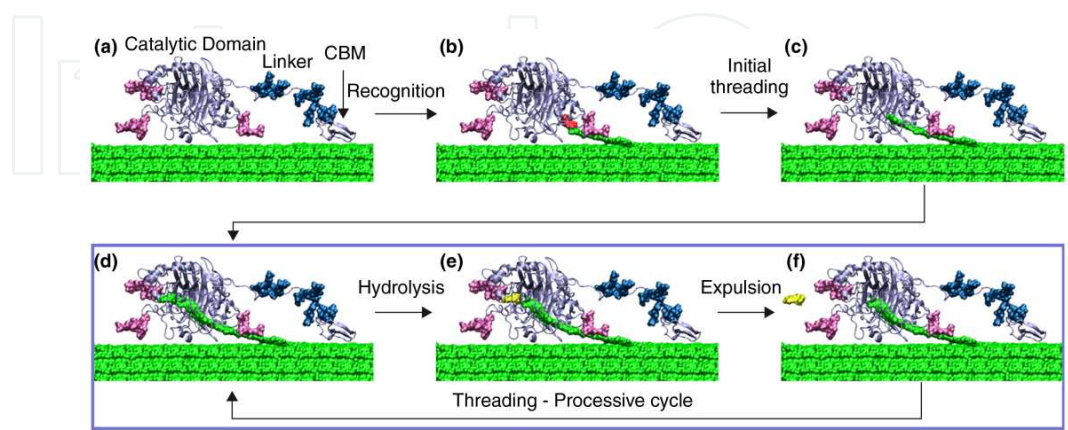 (a)
Catalytic Domain
Linker
CBM
Recognition
(b)
Initial
threading
(c)
(d)
Hydrolysis
(e)
Expulsion
(f)
Threading - Processive cycle